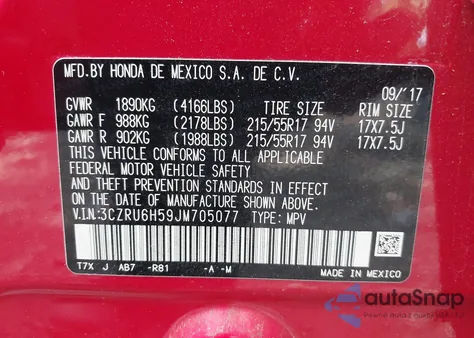 MFD.BY HONDA DE MEXICO S.A. DE C.V.
09/'17
GVWR 1890KG (4166LBS) TIRE SIZE RIM SIZE
GAWR F 988KG (2178LBS) 215/55R17 94V 17X7.5J
GAWR R 902KG (1988LBS) 215/55R17 94V 17X7.5J
THIS VEHICLE CONFORMS TO ALL APPLICABLE
FEDERAL MOTOR VEHICLE SAFETY
AND THEFT PREVENTION STANDARDS IN EFFECT
ON THE DATE OF MANUFACTURE SHOWN ABOVE.
V.I.N:3CZRU6H59JM705077 TYPE: MPV
T7X J AB7 -R81 -A -M
MADE IN MEXICO
autoSnap